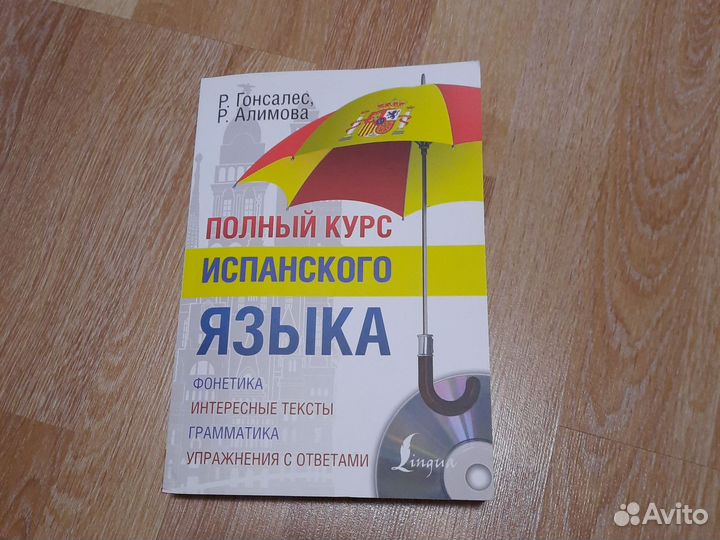 Р. Гонсалес,
Р. Алимова
ПОЛНЫЙ КУРС
ИСПАНСКОГО
ЯЗЫКА
ФОНЕТИКА
ИНТЕРЕСНЫЕ ТЕКСТЫ
ГРАММАТИКА
УПРАЖНЕНИЯ С ОТВЕТАМИ
Lingua
Avito